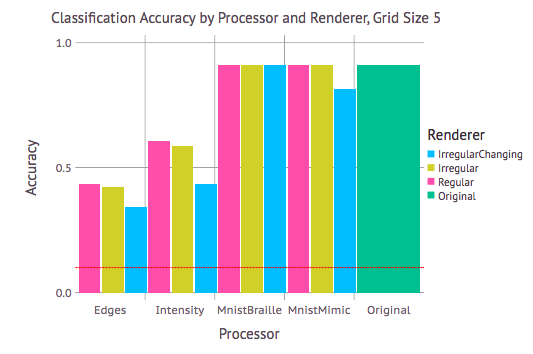 Classification Accuracy by Processor and Renderer, Grid Size 5
1.0
0.5
0.0
Accuracy
Edges
Intensity
MnistBraille
MnistMimic
Original
Processor
Renderer
IrregularChanging
Irregular
Regular
Original